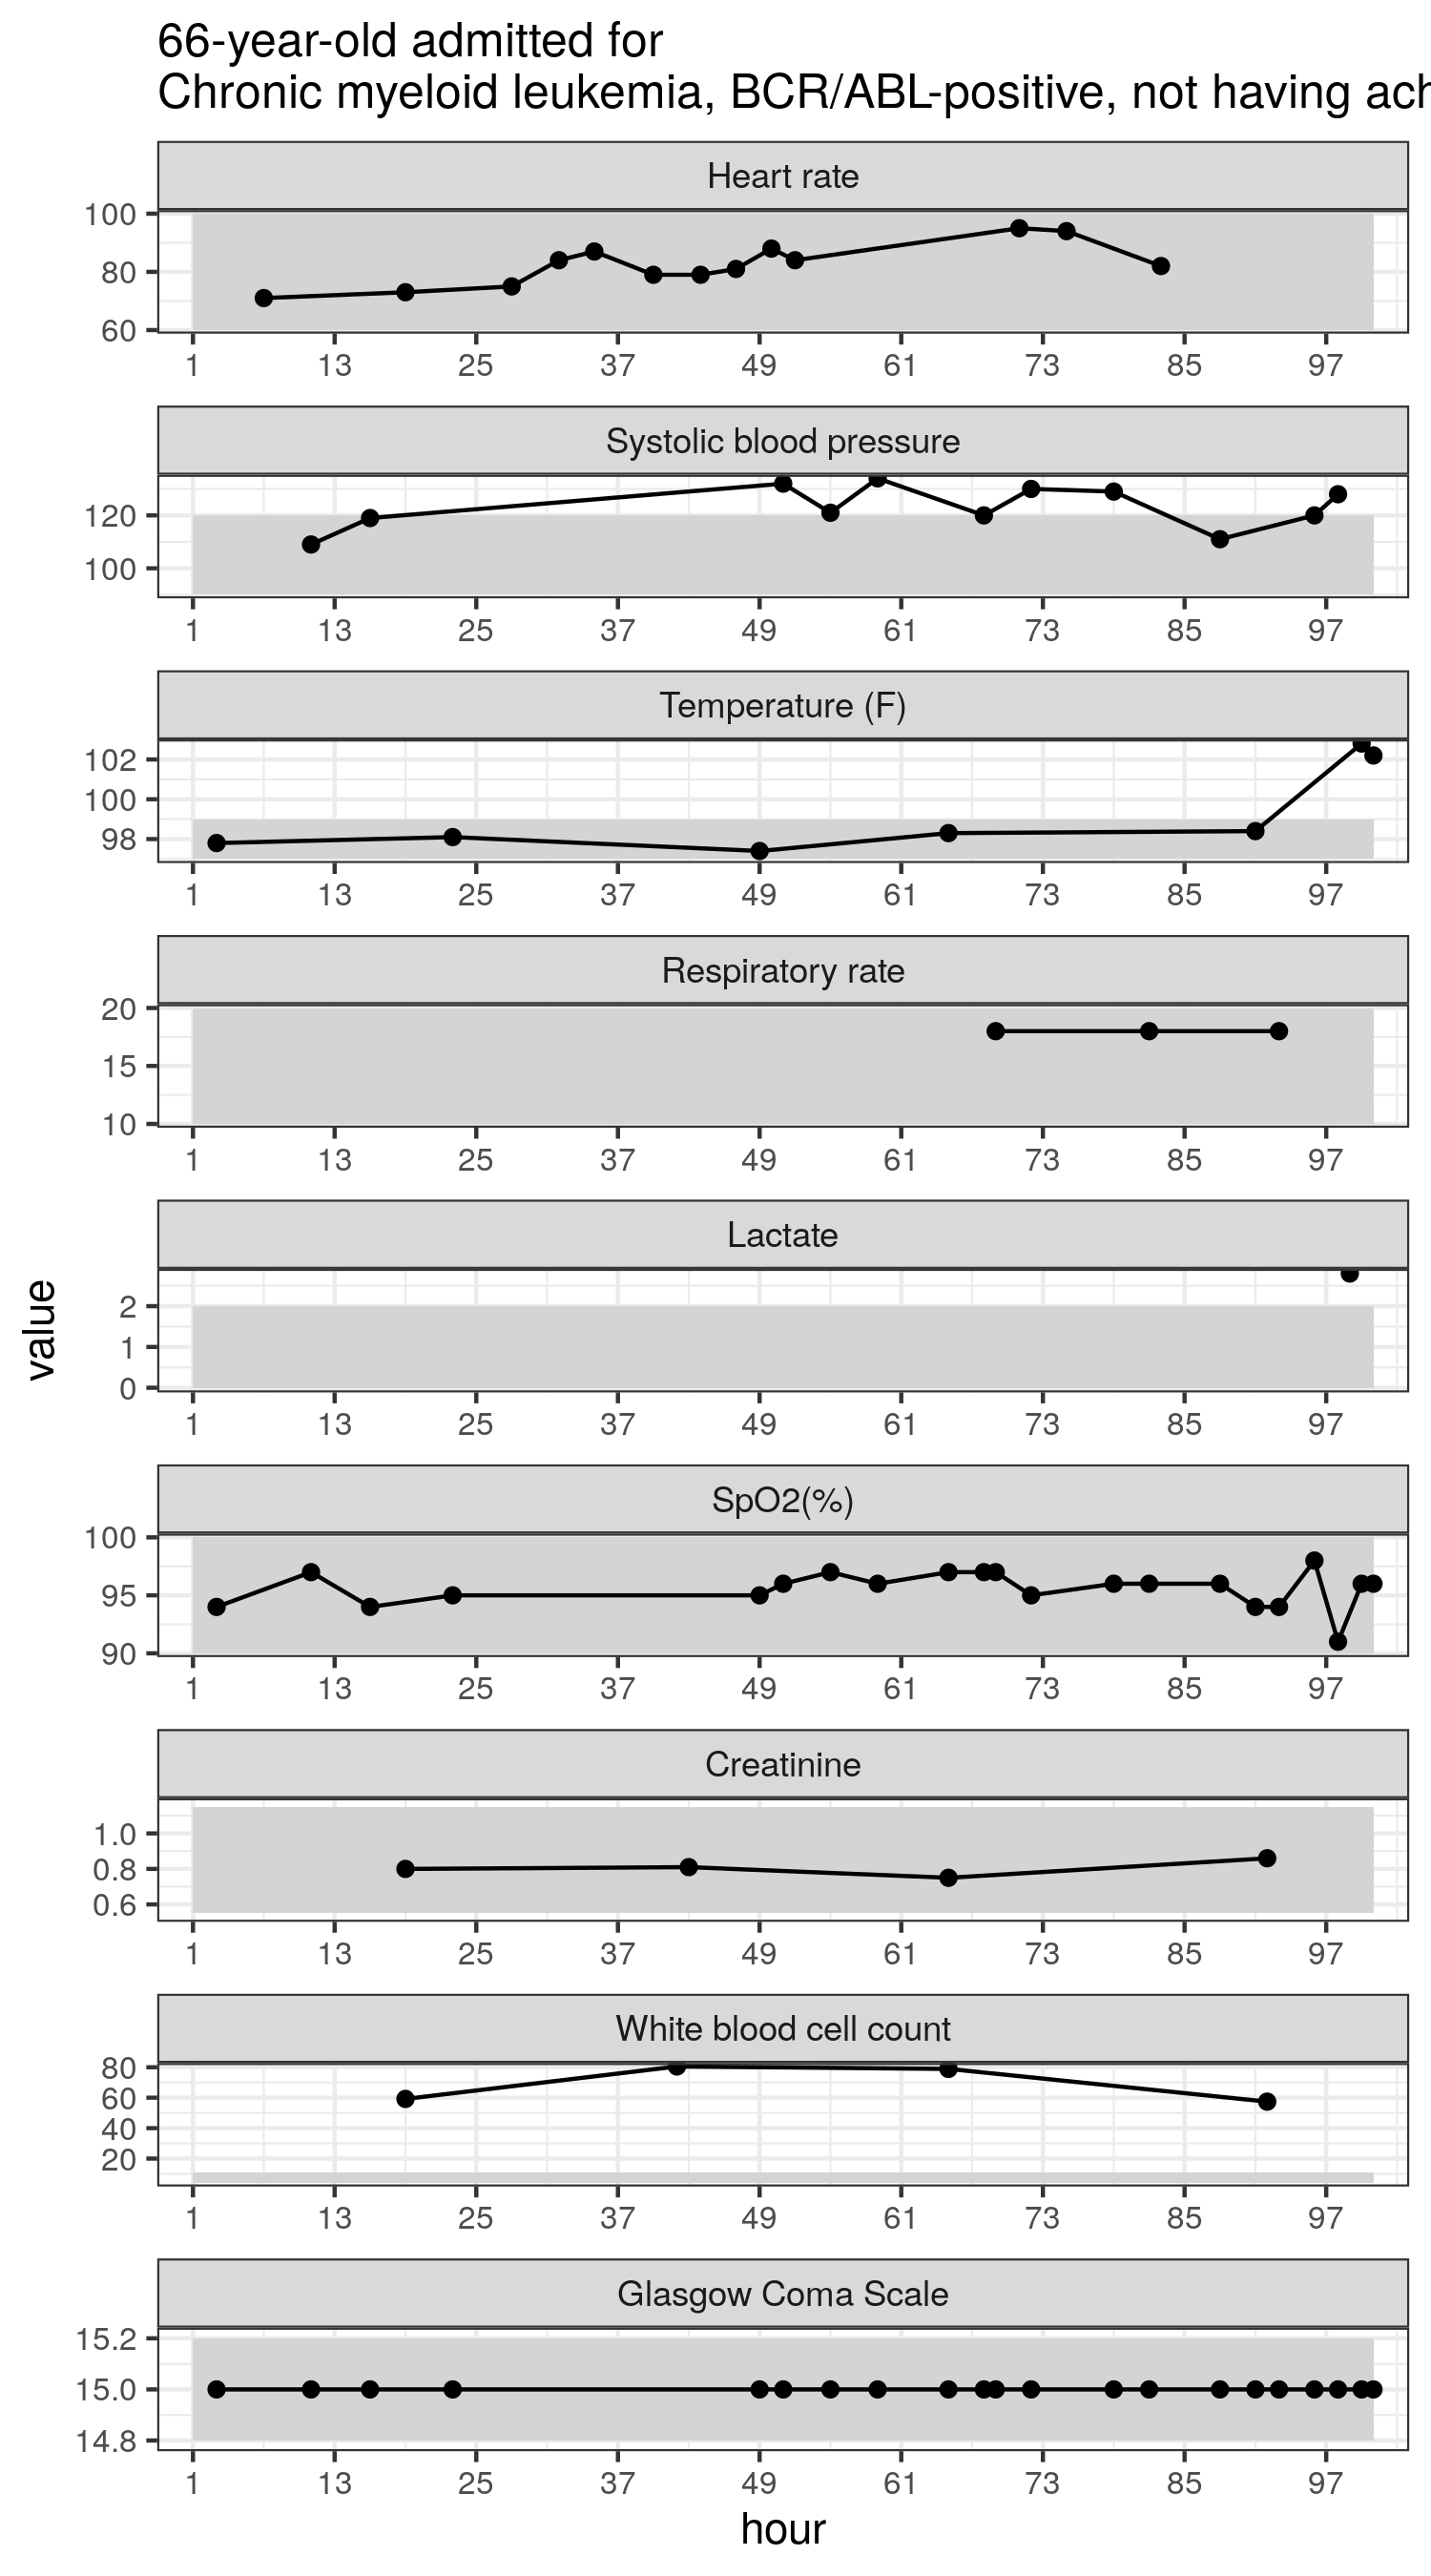 66-year-old admitted for
Chronic myeloid leukemia, BCR/ABL-positive, not having ach
Heart rate
100
80
60
1 13 25 37 49 61 73 85 97
Systolic blood pressure
120
100
1 13 25 37 49 61 73 85 97
Temperature (F)
102
100
98
1 13 25 37 49 61 73 85 97
Respiratory rate
20
15
10
1 13 25 37 49 61 73 85 97
Lactate
2
1
0
1 13 25 37 49 61 73 85 97
value
SpO2(%)
100
95
90
1 13 25 37 49 61 73 85 97
Creatinine
1.0
0.8
0.6
1 13 25 37 49 61 73 85 97
White blood cell count
80
60
40
20
1 13 25 37 49 61 73 85 97
Glasgow Coma Scale
15.2
15.0
14.8
1 13 25 37 49 61 73 85 97
hour